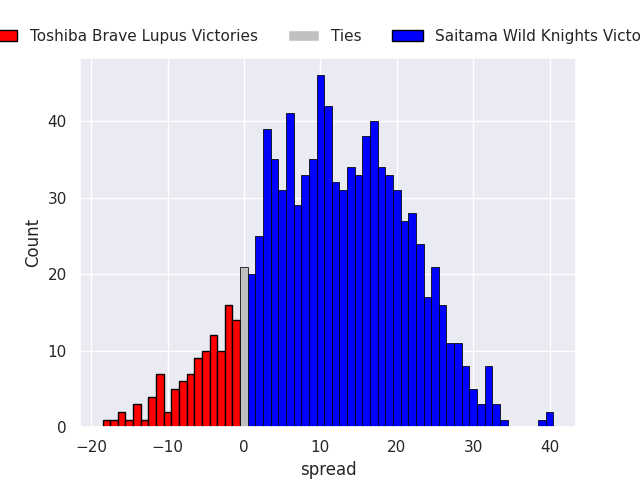 Toshiba Brave Lupus Victories Ties Saitama Wild Knights Victo
40
30
20
10
0
Count
−20 −10 0 10 20 30 40
spread